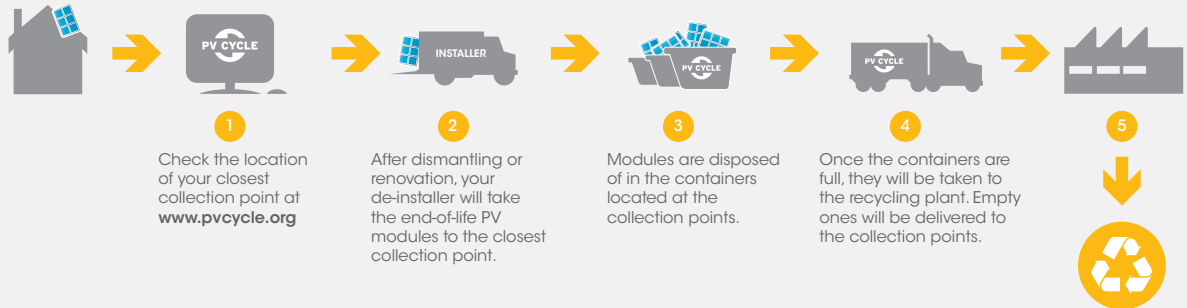 PV CYCLE
INSTALLER
PV CYCLE
PV CYCLE
1
2
3
4
5
Check the location
of your closest
collection point at
www.pvcycle.org
After dismantling or
renovation, your
de-installer will take
the end-of-life PV
modules to the closest
collection point.
Modules are disposed
of in the containers
located at the
collection points.
Once the containers are
full, they will be taken to
the recycling plant. Empty
ones will be delivered to
the collection points.